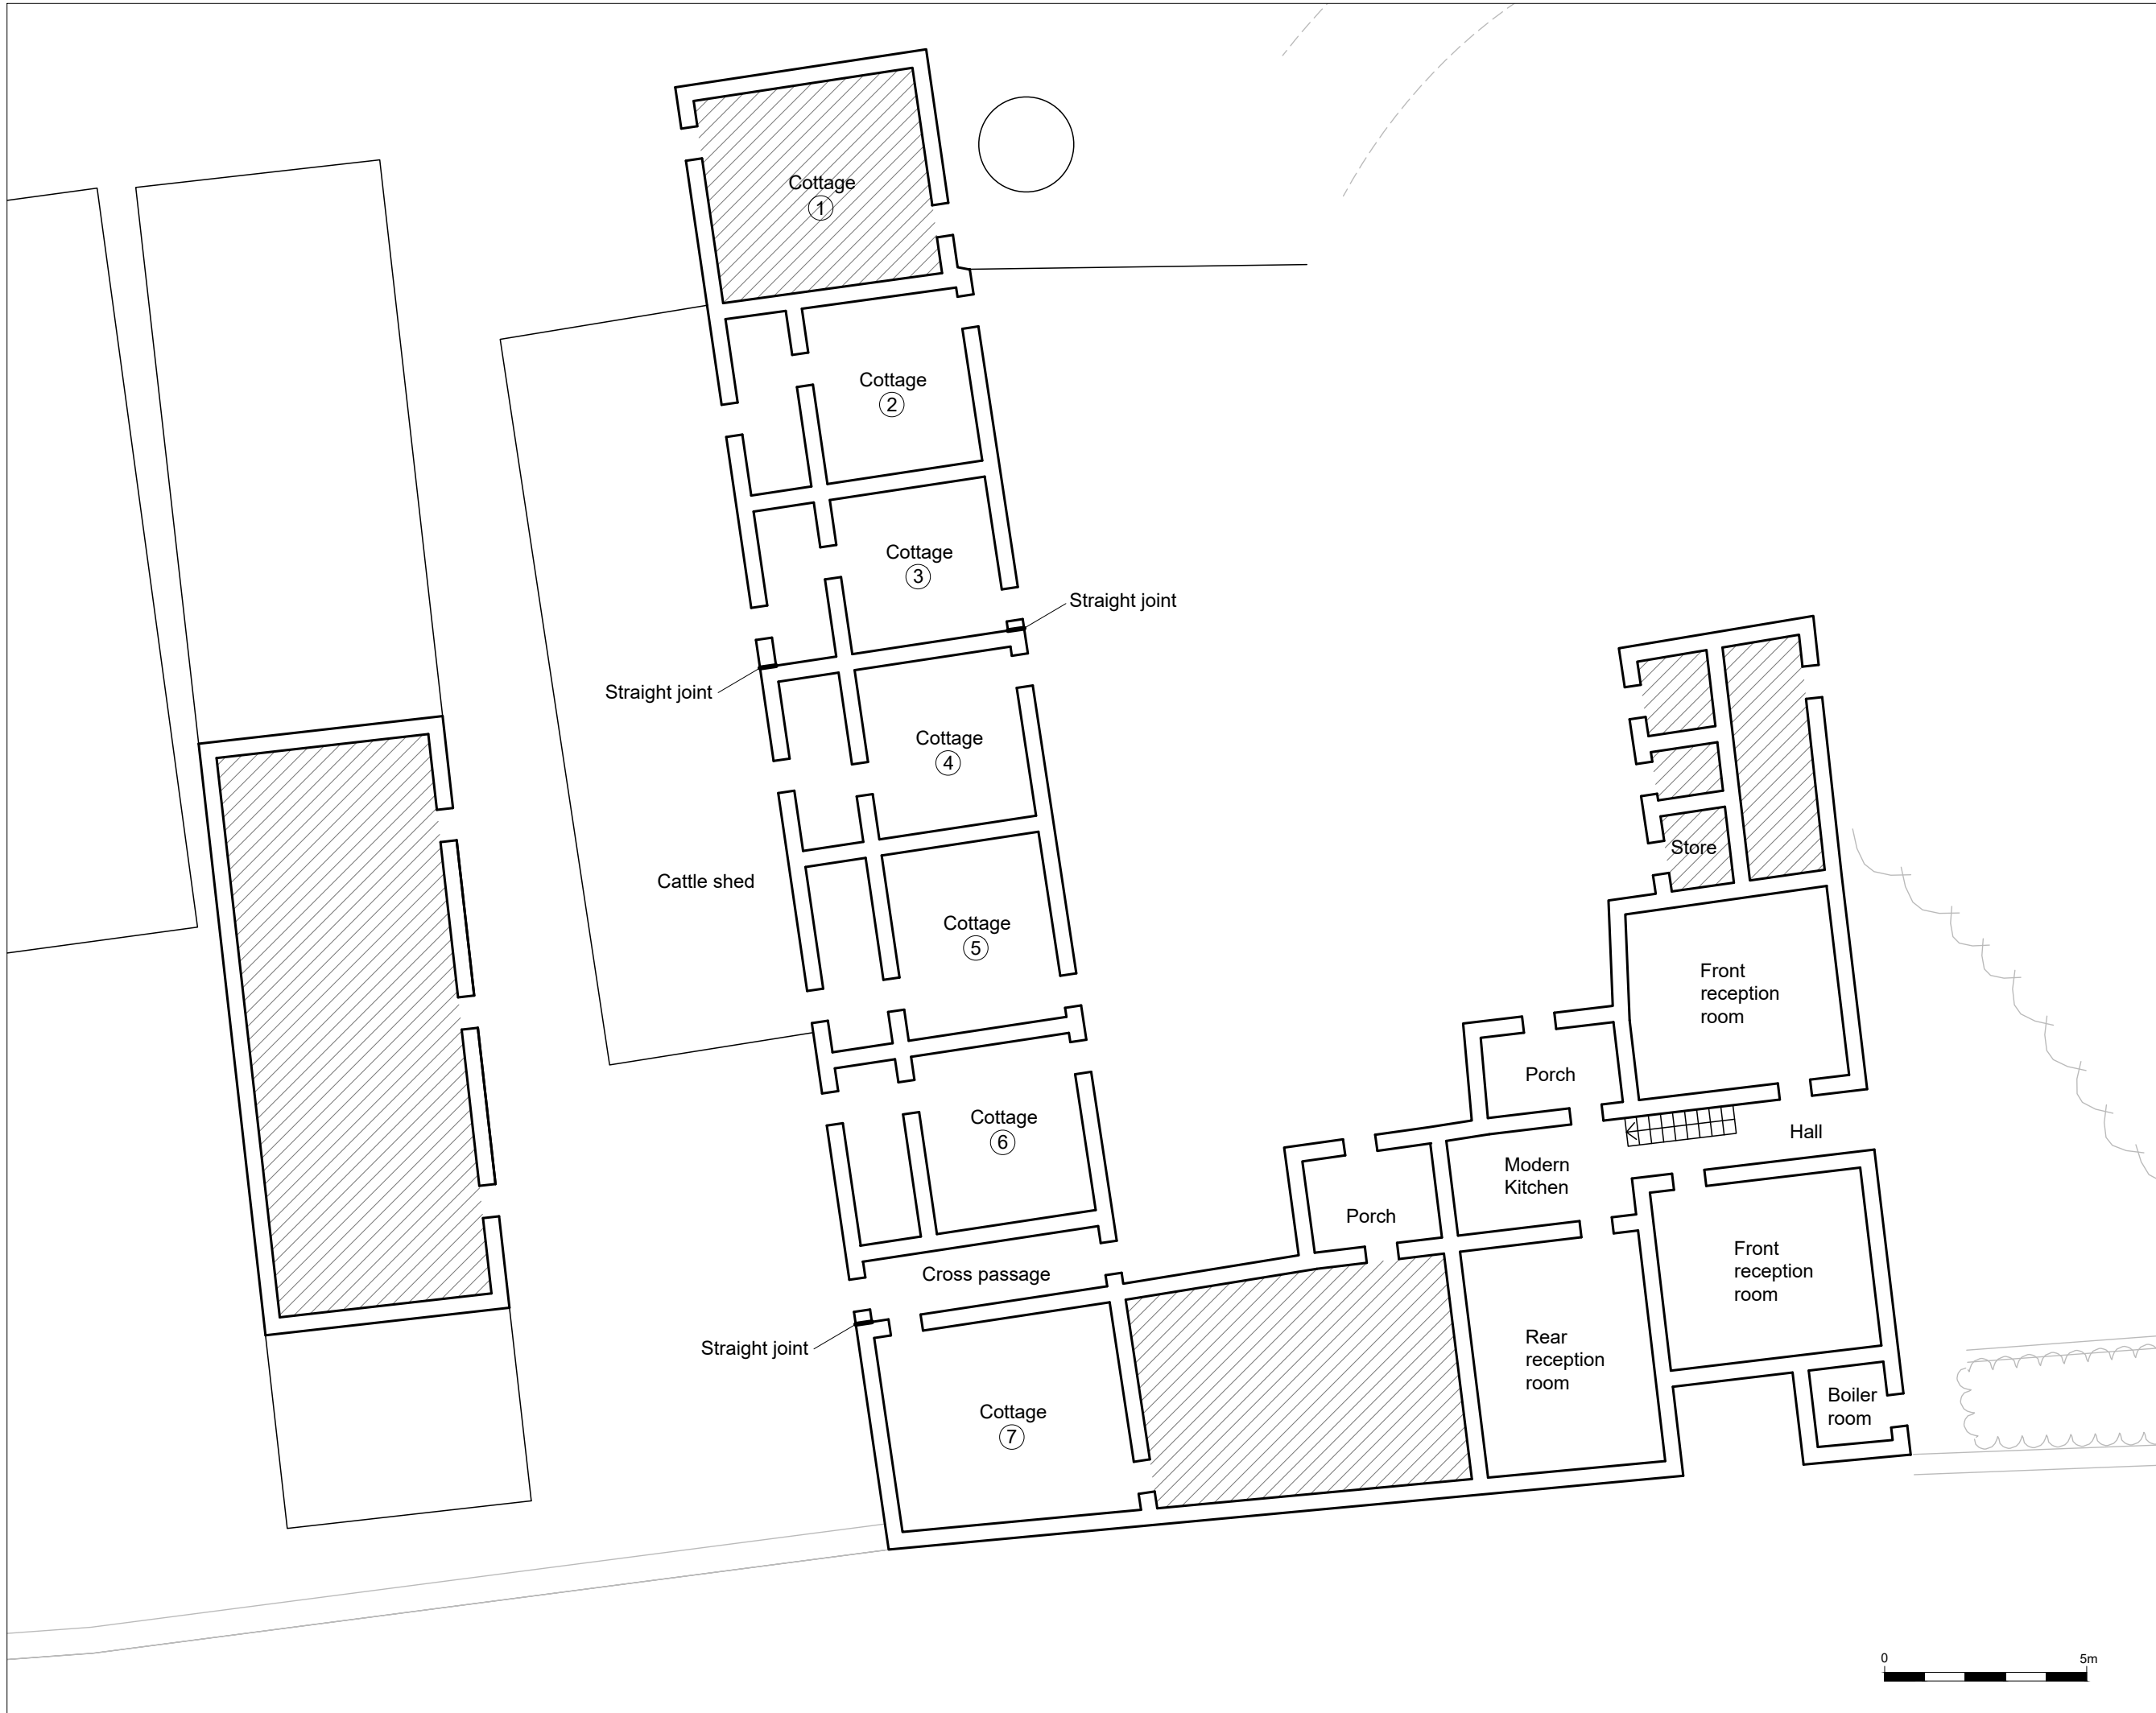 Cottage
1
Cottage
2
Cottage
3
Straight joint
Straight joint
Cottage
4
Store
Cattle shed
Cottage
5
Front
reception
room
Porch
Cottage
6
Hall
Modern
Kitchen
Porch
Cross passage
Front
reception
room
Straight joint
Rear
reception
room
Cottage
7
Boiler
room
0 5m